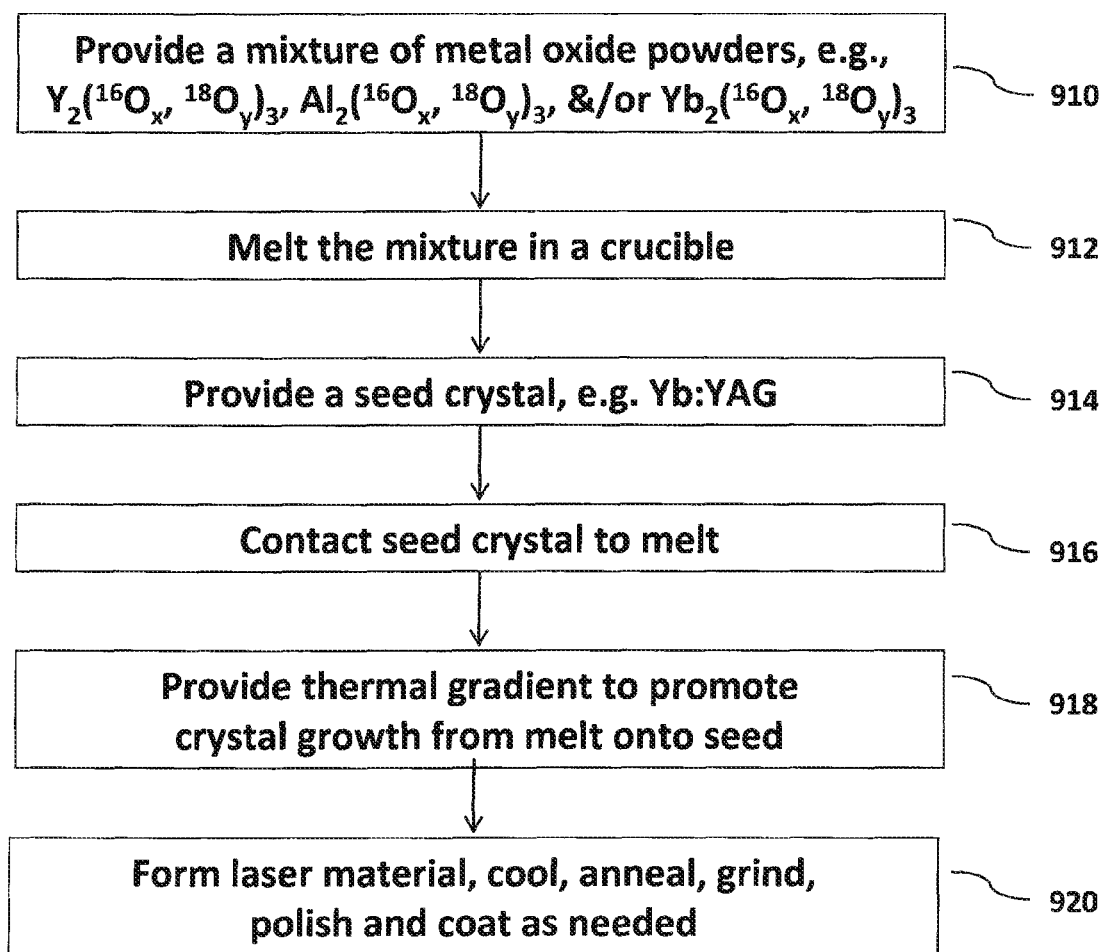 Provide a mixture of metal oxide powders, e.g.,
Y₂(¹⁶Oₓ, ¹⁸Oᵧ)₃, Al₂(¹⁶Oₓ, ¹⁸Oᵧ)₃, &/or Yb₂(¹⁶Oₓ, ¹⁸Oᵧ)₃
910
Melt the mixture in a crucible
912
Provide a seed crystal, e.g. Yb:YAG
914
Contact seed crystal to melt
916
Provide thermal gradient to promote
crystal growth from melt onto seed
918
Form laser material, cool, anneal, grind,
polish and coat as needed
920